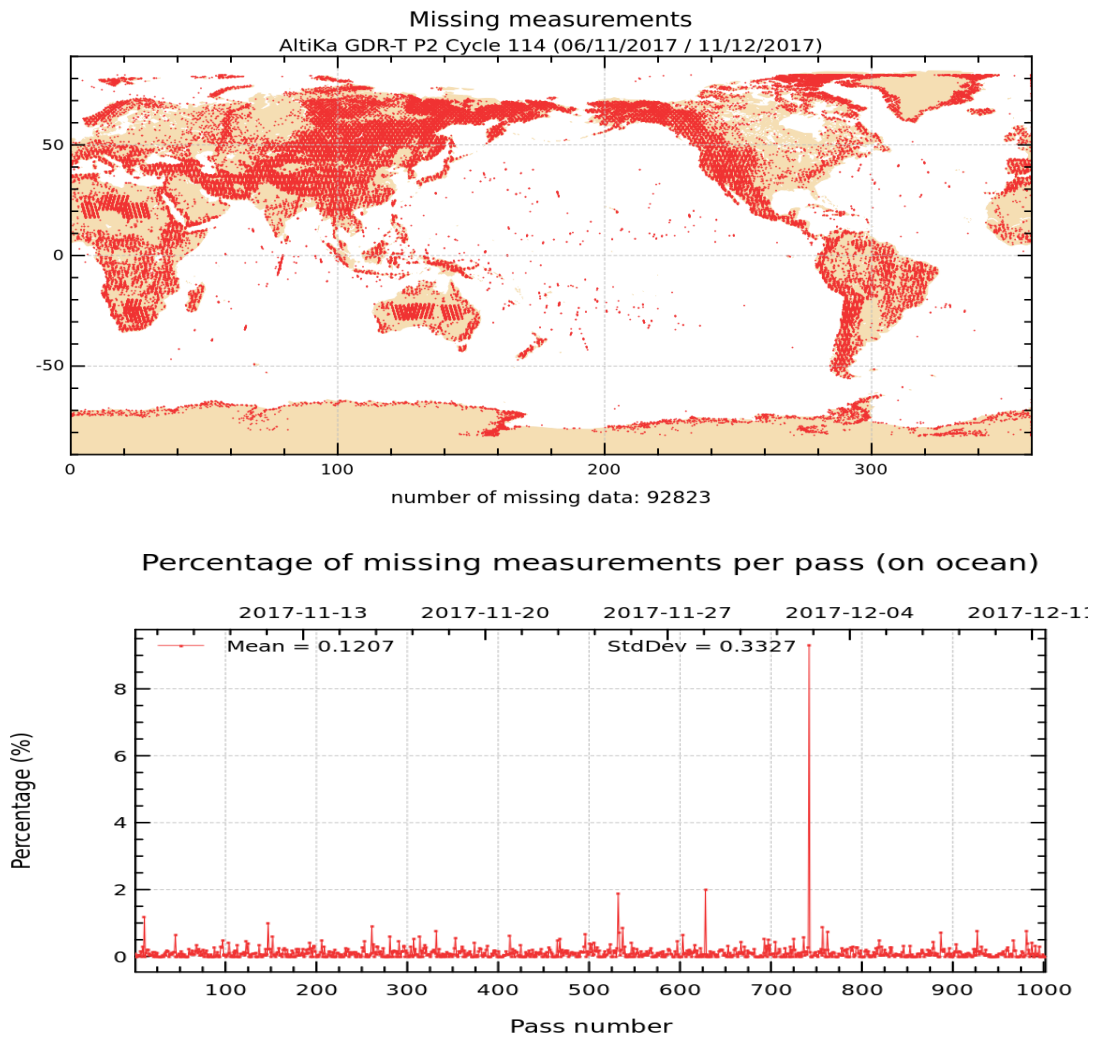 Missing measurements
AltiKa GDR-T P2 Cycle 114 (06/11/2017 / 11/12/2017)
50
0
-50
0 100 200 300
number of missing data: 92823
Percentage of missing measurements per pass (on ocean)
2017-11-13 2017-11-20 2017-11-27 2017-12-04 2017-12-1
Mean = 0.1207 StdDev = 0.3327
8
6
4
2
0
Percentage (%)
100 200 300 400 500 600 700 800 900 1000
Pass number